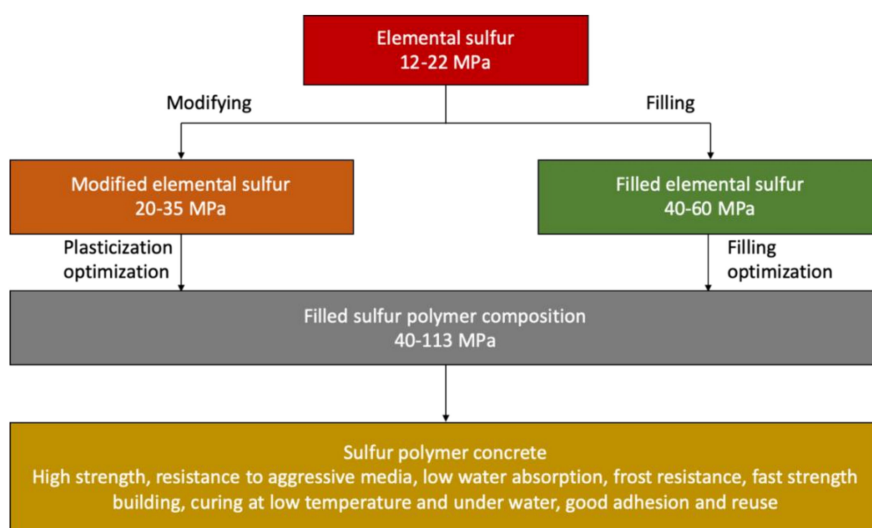 Elemental sulfur
12-22 MPa
Modifying
Filling
Modified elemental sulfur
20-35 MPa
Filled elemental sulfur
40-60 MPa
Plasticization
optimization
Filling
optimization
Filled sulfur polymer composition
40-113 MPa
Sulfur polymer concrete
High strength, resistance to aggressive media, low water absorption, frost resistance, fast strength
building, curing at low temperature and under water, good adhesion and reuse